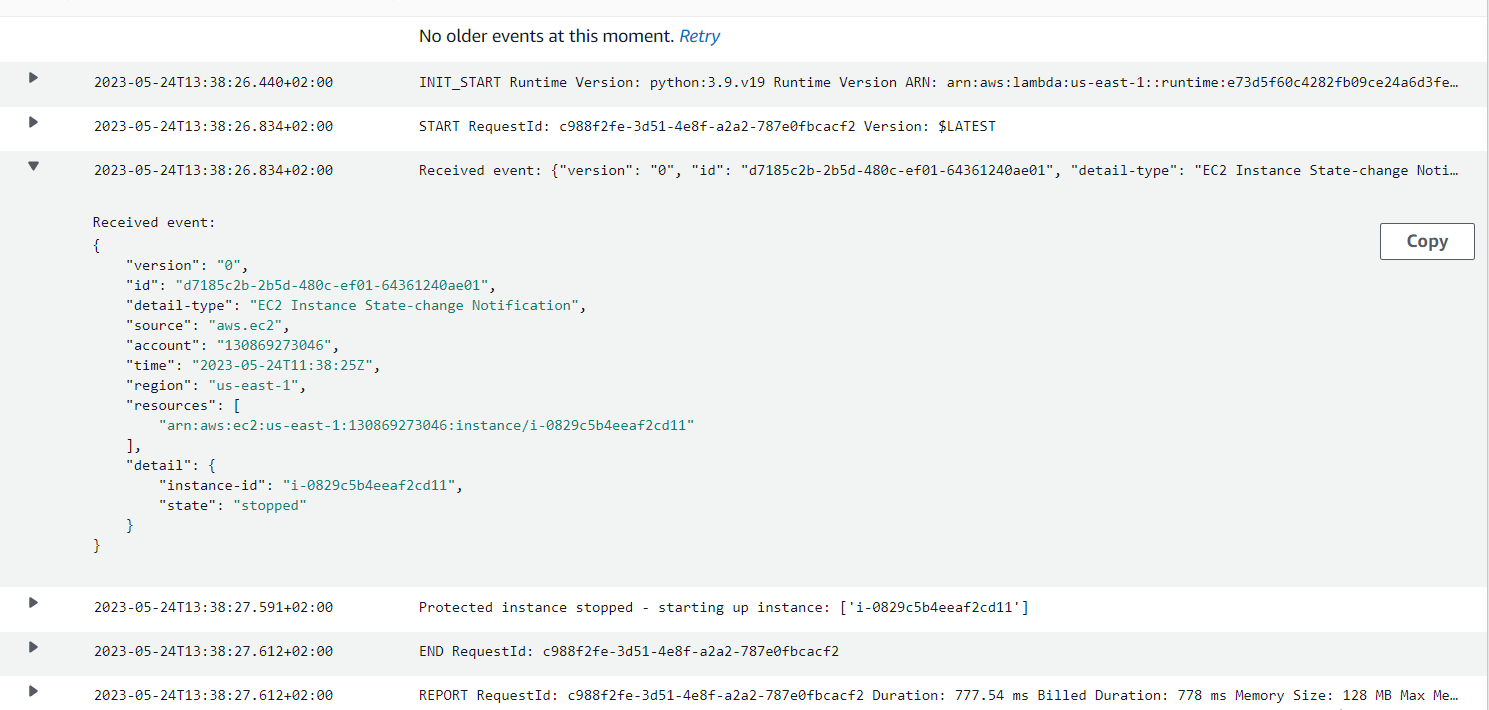 No older events at this moment. Retry
2023-05-24T13:38:26.440+02:00 INIT_START Runtime Version: python:3.9.v19 Runtime Version ARN: arn:aws:lambda:us-east-1::runtime:e73d5f60c4282fb09ce24a6d3fe…
2023-05-24T13:38:26.834+02:00 START RequestId: c988f2fe-3d51-4e8f-a2a2-787e0fbcacf2 Version: $LATEST
2023-05-24T13:38:26.834+02:00 Received event: {"version": "0", "id": "d7185c2b-2b5d-480c-ef01-64361240ae01", "detail-type": "EC2 Instance State-change Noti…
Received event:
Copy
{
    "version": "0",
    "id": "d7185c2b-2b5d-480c-ef01-64361240ae01",
    "detail-type": "EC2 Instance State-change Notification",
    "source": "aws.ec2",
    "account": "130869273046",
    "time": "2023-05-24T11:38:25Z",
    "region": "us-east-1",
    "resources": [
        "arn:aws:ec2:us-east-1:130869273046:instance/i-0829c5b4eeaf2cd11"
    ],
    "detail": {
        "instance-id": "i-0829c5b4eeaf2cd11",
        "state": "stopped"
    }
}
2023-05-24T13:38:27.591+02:00 Protected instance stopped - starting up instance: ['i-0829c5b4eeaf2cd11']
2023-05-24T13:38:27.612+02:00 END RequestId: c988f2fe-3d51-4e8f-a2a2-787e0fbcacf2
2023-05-24T13:38:27.612+02:00 REPORT RequestId: c988f2fe-3d51-4e8f-a2a2-787e0fbcacf2 Duration: 777.54 ms Billed Duration: 778 ms Memory Size: 128 MB Max Me…